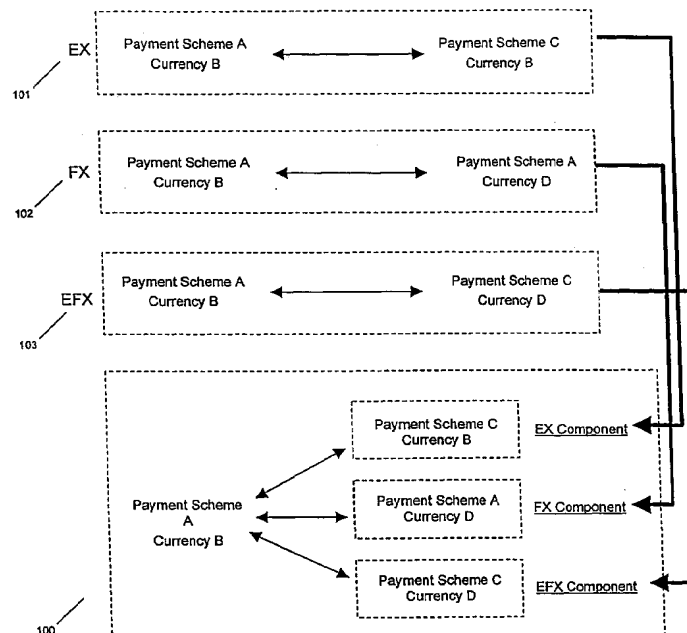 EX
Payment Scheme A
Currency B
Payment Scheme C
Currency B
101
FX
Payment Scheme A
Currency B
Payment Scheme A
Currency D
102
EFX
Payment Scheme A
Currency B
Payment Scheme C
Currency D
103
Payment Scheme C
Currency B
EX Component
Payment Scheme
A
Currency B
Payment Scheme A
Currency D
FX Component
Payment Scheme C
Currency D
EFX Component
100